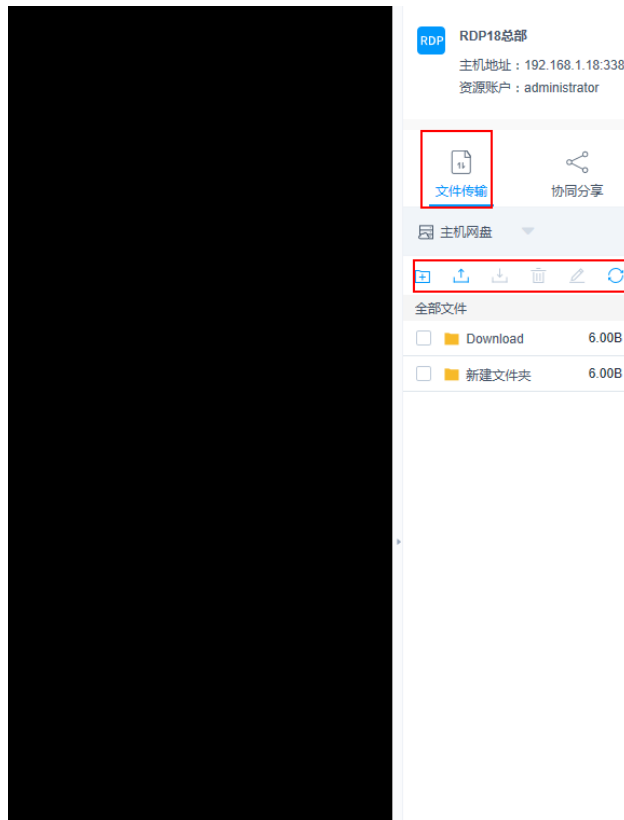 RDP
RDP18总部
主机地址：192.168.1.18:338
资源账户：administrator
文件传输
协同分享
主机网盘
全部文件
Download 6.00B
新建文件夹 6.00B